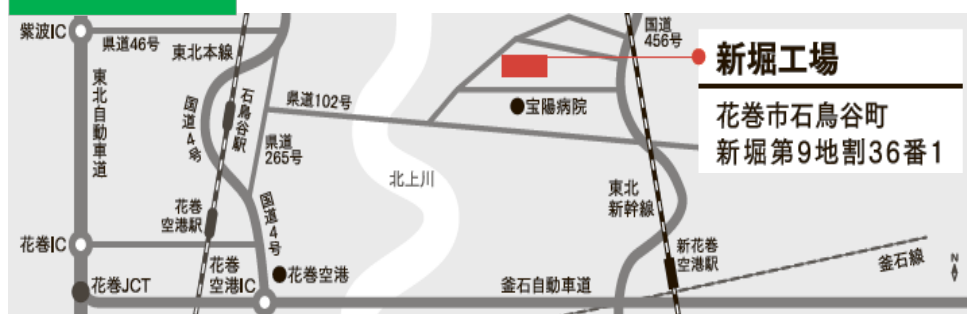 紫波IC
県道46号
東北本線
国道
456号
新堀工場
花巻市石鳥谷町
新堀第9地割36番1
東北自動車道
国道4号
石鳥谷駅
県道102号
宝陽病院
県道
265号
北上川
東北
新幹線
花巻
空港駅
国道4号
花巻IC
花巻
空港IC
花巻空港
新花巻
空港駅
釜石線
N
花巻JCT
釜石自動車道